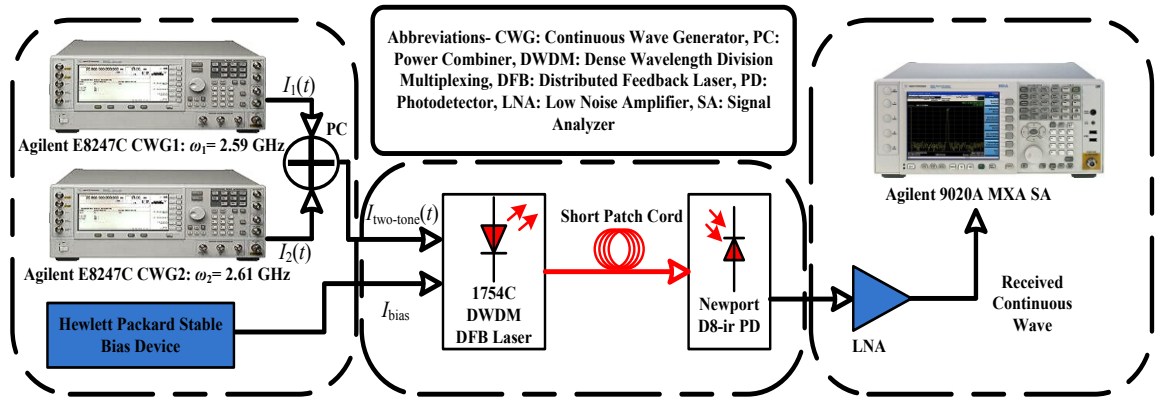 Abbreviations- CWG: Continuous Wave Generator, PC:
Power Combiner, DWDM: Dense Wavelength Division
Multiplexing, DFB: Distributed Feedback Laser, PD:
Photodetector, LNA: Low Noise Amplifier, SA: Signal
Analyzer
I₁(t)
PC
Agilent E8247C CWG1: ω₁= 2.59 GHz
I₂(t)
Agilent E8247C CWG2: ω₂= 2.61 GHz
Hewlett Packard Stable
Bias Device
I_two-tone(t)
I_bias
1754C
DWDM
DFB Laser
Short Patch Cord
Newport
D8-ir PD
LNA
Agilent 9020A MXA SA
Received
Continuous
Wave